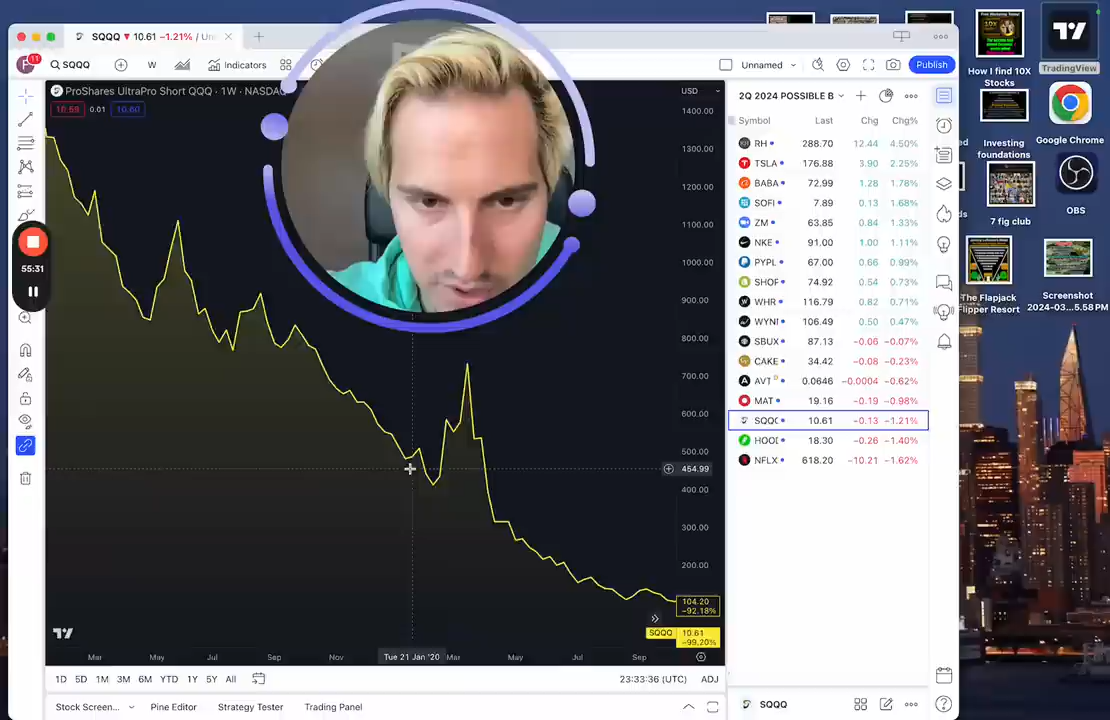 SQQQ ▼ 10.61 −1.21% / Un
SQQQ
W
Indicators
Unnamed
Publish
11
ProShares UltraPro Short QQQ · 1W · NASDAQ
10.59 0.01 10.60
USD
1400.00
1300.00
1200.00
1100.00
1000.00
900.00
800.00
700.00
600.00
500.00
454.99
400.00
300.00
200.00
104.20
−92.18%
SQQQ 10.61
−99.20%
Mar May Jul Sep Nov Tue 21 Jan '20 Mar May Jul Sep
1D 5D 1M 3M 6M YTD 1Y 5Y All
23:33:36 (UTC) ADJ
Stock Screen... Pine Editor Strategy Tester Trading Panel
55:31
2Q 2024 POSSIBLE B
Symbol Last Chg Chg%
RH 288.70 12.44 4.50%
TSLA 176.88 3.90 2.25%
BABA 72.99 1.28 1.78%
SOFI 7.89 0.13 1.68%
ZM 63.85 0.84 1.33%
NKE 91.00 1.00 1.11%
PYPL 67.00 0.66 0.99%
SHOP 74.92 0.54 0.73%
WHR 116.79 0.82 0.71%
WYNN 106.49 0.50 0.47%
SBUX 87.13 −0.06 −0.07%
CAKE 34.42 −0.08 −0.23%
AVT D 0.0646 −0.0004 −0.62%
MAT 19.16 −0.19 −0.98%
SQQQ 10.61 −0.13 −1.21%
HOOD 18.30 −0.26 −1.40%
NFLX 618.20 −10.21 −1.62%
SQQQ
How I find 10X
Stocks
TradingView
Investing
foundations
Google Chrome
7 fig club
OBS
The Flapjack
Flipper Resort
Screenshot
2024-03...5.58 PM